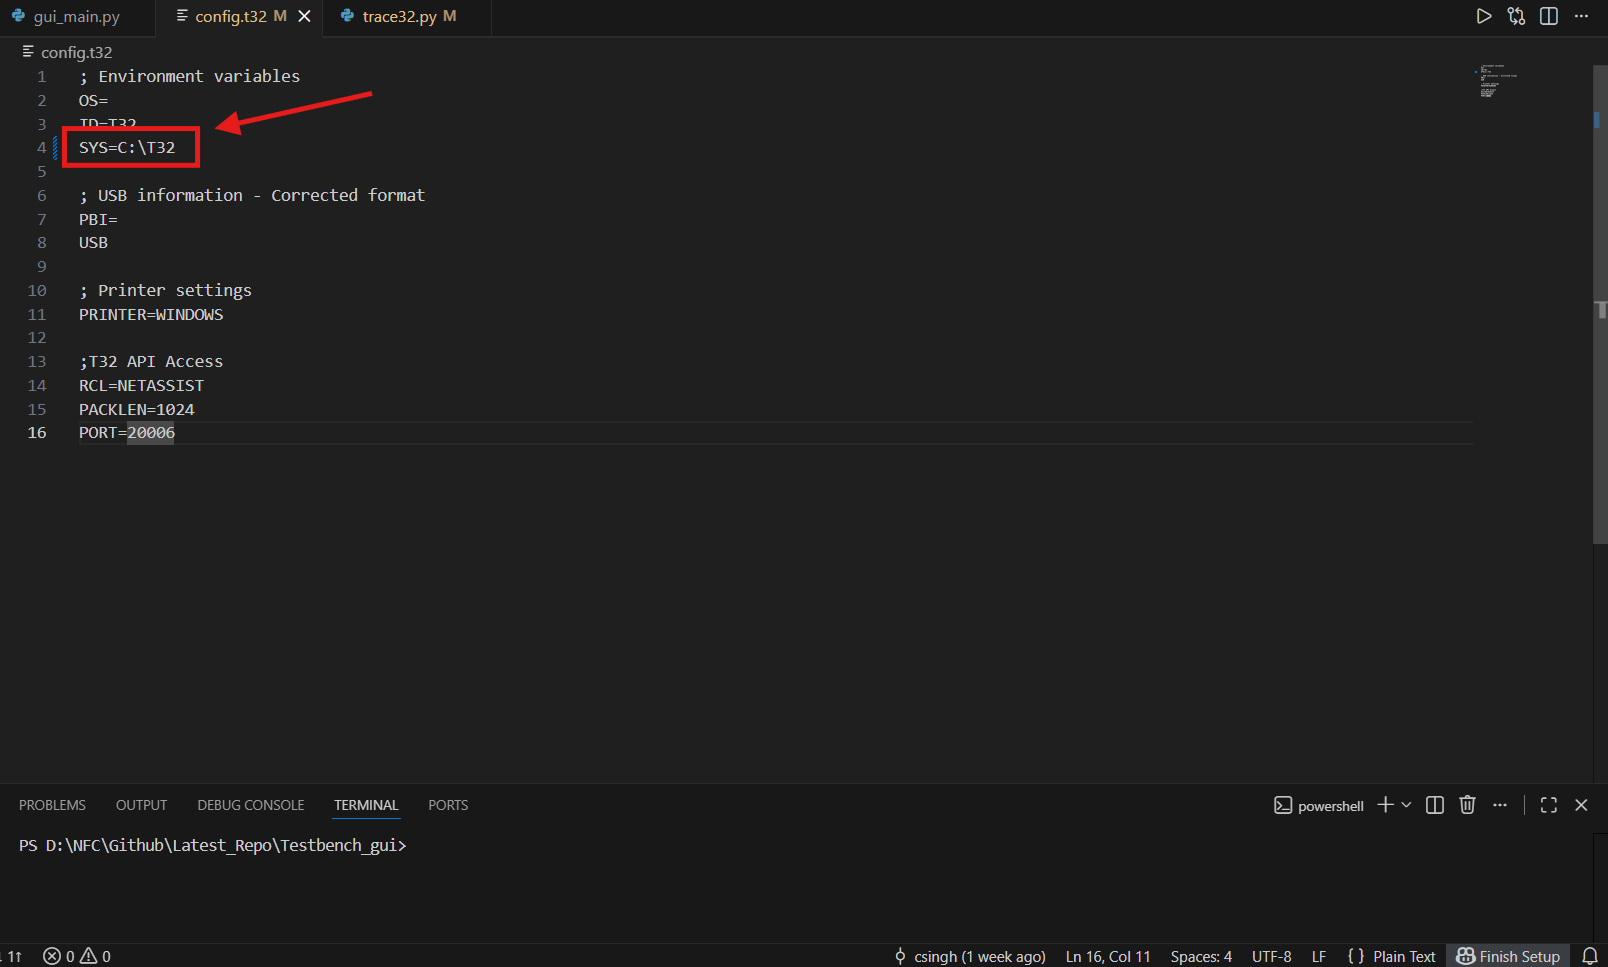 gui_main.py
config.t32 M
trace32.py M
config.t32
1 ; Environment variables
2 OS=
3 ID=T32
4 SYS=C:\T32
5
6 ; USB information - Corrected format
7 PBI=
8 USB
9
10 ; Printer settings
11 PRINTER=WINDOWS
12
13 ;T32 API Access
14 RCL=NETASSIST
15 PACKLEN=1024
16 PORT=20006
PROBLEMS OUTPUT DEBUG CONSOLE TERMINAL PORTS
powershell
PS D:\NFC\Github\Latest_Repo\Testbench_gui>
1↑ 0 0 csingh (1 week ago) Ln 16, Col 11 Spaces: 4 UTF-8 LF { } Plain Text Finish Setup